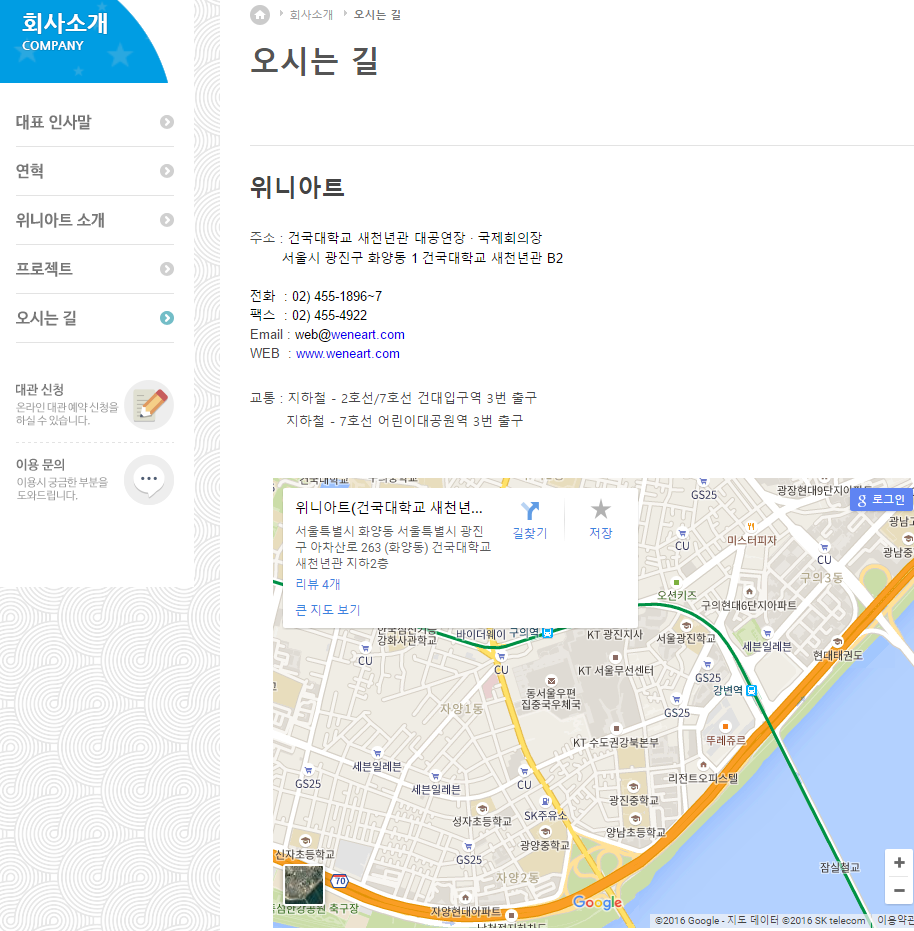 회사소개
COMPANY
대표 인사말
연혁
위니아트 소개
프로젝트
오시는 길
대관 신청
온라인 대관 예약 신청을
하실 수 있습니다.
이용 문의
이용시 궁금한 부분을
도와드립니다.
회사소개 오시는 길
오시는 길
위니아트
주소 : 건국대학교 새천년관 대공연장 · 국제회의장
서울시 광진구 화양동 1 건국대학교 새천년관 B2
전화 : 02) 455-1896~7
팩스 : 02) 455-4922
Email : web@weneart.com
WEB : www.weneart.com
교통 : 지하철 - 2호선/7호선 건대입구역 3번 출구
지하철 - 7호선 어린이대공원역 3번 출구
위니아트(건국대학교 새천년...
서울특별시 화양동 서울특별시 광진
구 아차산로 263 (화양동) 건국대학교
새천년관 지하2층
리뷰 4개
큰 지도 보기
길찾기
저장
GS25
광장현대9단지아파트
로그인
CU
미스터피자
CU
구의3동
오션키즈
구의현대6단지아파트
강화사관학교
바이더웨이 구의역
KT 광진지사
서울광진학교
세븐일레븐
현대태권도
CU
CU
KT 서울무선센터
GS25
강변역
동서울우편
집중국우체국
자양1동
GS25
KT 수도권강북본부
뚜레쥬르
세븐일레븐
리전트오피스텔
GS25
세븐일레븐
CU
광진중학교
성자초등학교
SK주유소
양남초등학교
광양중학교
신자초등학교
GS25
잠실철교
70
자양2동
축구장
자양현대아파트
Google
©2016 Google - 지도 데이터 ©2016 SK telecom
이용약관